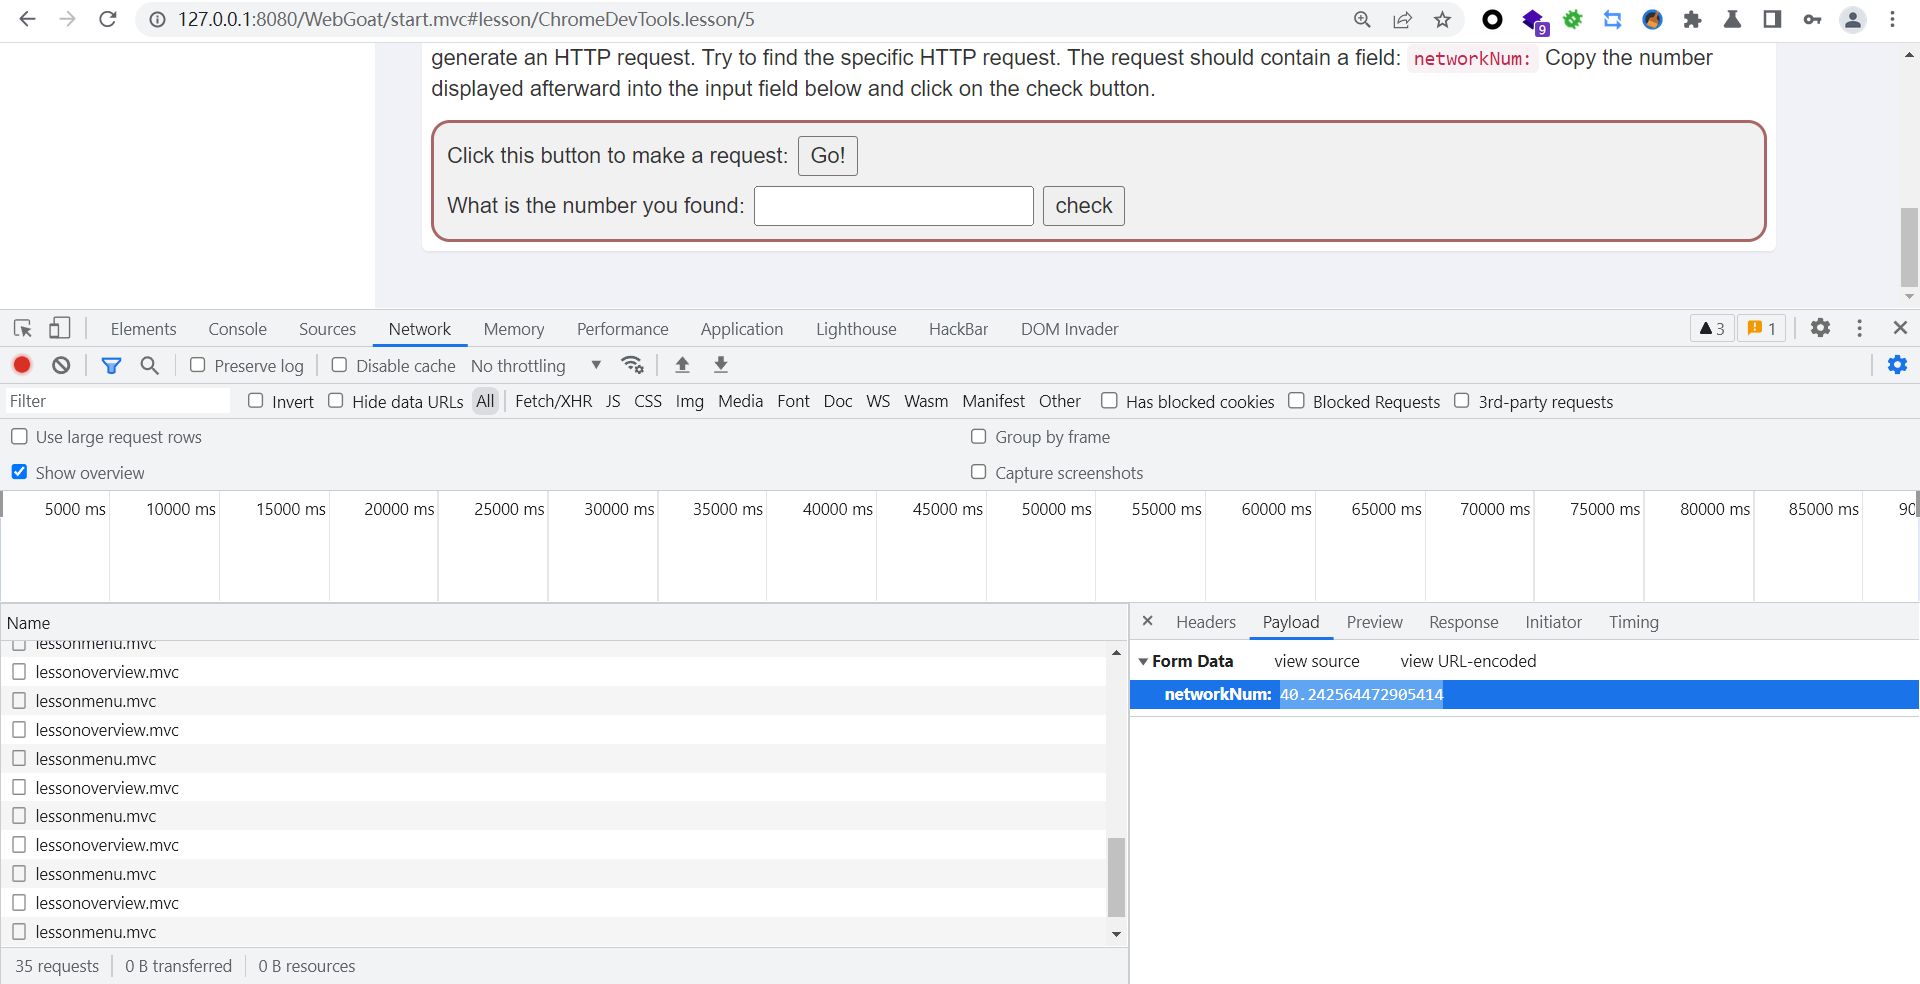 127.0.0.1:8080/WebGoat/start.mvc#lesson/ChromeDevTools.lesson/5
9
generate an HTTP request. Try to find the specific HTTP request. The request should contain a field: networkNum: Copy the number
displayed afterward into the input field below and click on the check button.
Click this button to make a request: Go!
What is the number you found: check
Elements Console Sources Network Memory Performance Application Lighthouse HackBar DOM Invader 3 1
Preserve log Disable cache No throttling
Filter Invert Hide data URLs All Fetch/XHR JS CSS Img Media Font Doc WS Wasm Manifest Other Has blocked cookies Blocked Requests 3rd-party requests
Use large request rows Group by frame
Show overview Capture screenshots
5000 ms 10000 ms 15000 ms 20000 ms 25000 ms 30000 ms 35000 ms 40000 ms 45000 ms 50000 ms 55000 ms 60000 ms 65000 ms 70000 ms 75000 ms 80000 ms 85000 ms 90
Name
Headers Payload Preview Response Initiator Timing
lessonmenu.mvc
Form Data view source view URL-encoded
lessonoverview.mvc
networkNum: 40.242564472905414
lessonmenu.mvc
lessonoverview.mvc
lessonmenu.mvc
lessonoverview.mvc
lessonmenu.mvc
lessonoverview.mvc
lessonmenu.mvc
lessonoverview.mvc
lessonmenu.mvc
35 requests 0 B transferred 0 B resources